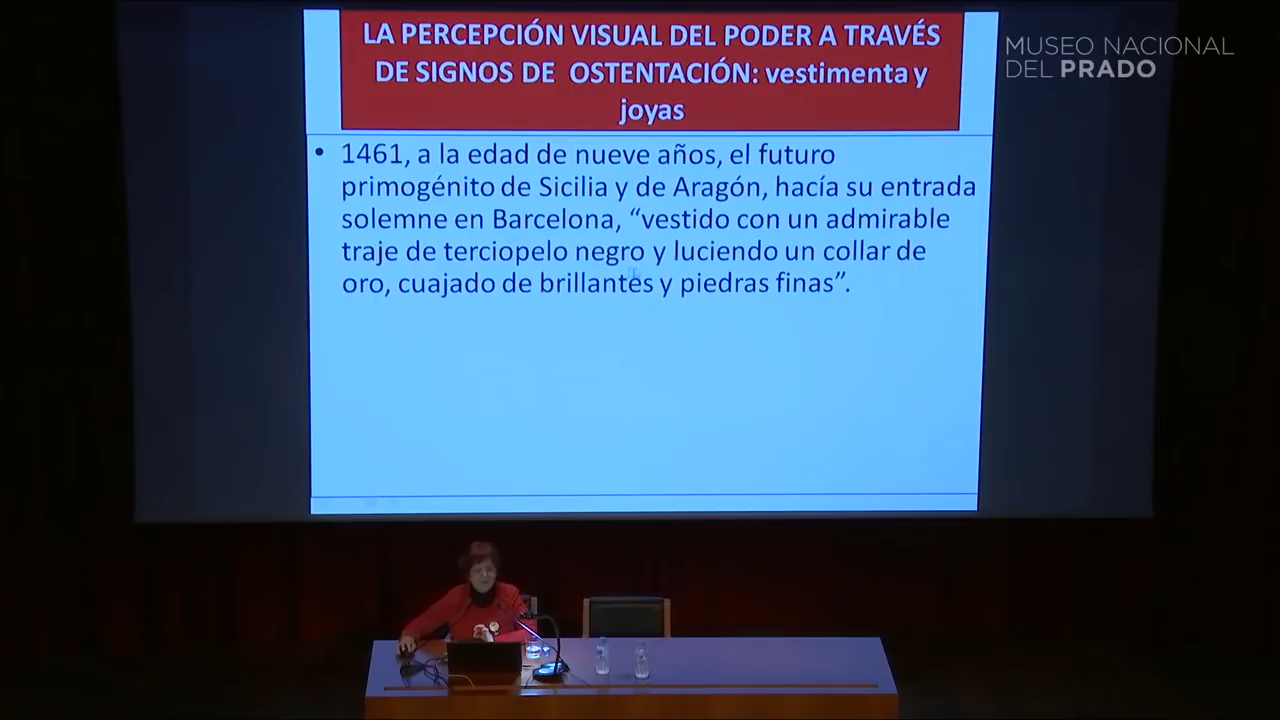 LA PERCEPCIÓN VISUAL DEL PODER A TRAVÉS
DE SIGNOS DE OSTENTACIÓN: vestimenta y
joyas
MUSEO NACIONAL
DEL PRADO
• 1461, a la edad de nueve años, el futuro
primogénito de Sicilia y de Aragón, hacía su entrada
solemne en Barcelona, “vestido con un admirable
traje de terciopelo negro y luciendo un collar de
oro, cuajado de brillantes y piedras finas”.